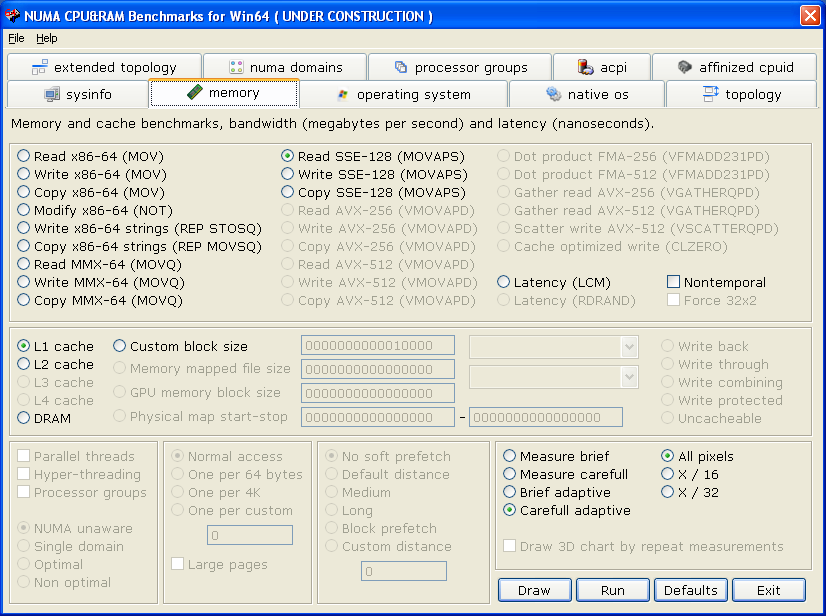 NUMA CPU&RAM Benchmarks for Win64 ( UNDER CONSTRUCTION )
File Help
extended topology numa domains processor groups acpi affinized cpuid
sysinfo memory operating system native os topology
Memory and cache benchmarks, bandwidth (megabytes per second) and latency (nanoseconds).
Read x86-64 (MOV) Read SSE-128 (MOVAPS) Dot product FMA-256 (VFMADD231PD)
Write x86-64 (MOV) Write SSE-128 (MOVAPS) Dot product FMA-512 (VFMADD231PD)
Copy x86-64 (MOV) Copy SSE-128 (MOVAPS) Gather read AVX-256 (VGATHERQPD)
Modify x86-64 (NOT) Read AVX-256 (VMOVAPD) Gather read AVX-512 (VGATHERQPD)
Write x86-64 strings (REP STOSQ) Write AVX-256 (VMOVAPD) Scatter write AVX-512 (VSCATTERQPD)
Copy x86-64 strings (REP MOVSQ) Copy AVX-256 (VMOVAPD) Cache optimized write (CLZERO)
Read MMX-64 (MOVQ) Read AVX-512 (VMOVAPD)
Write MMX-64 (MOVQ) Write AVX-512 (VMOVAPD) Latency (LCM) Nontemporal
Copy MMX-64 (MOVQ) Copy AVX-512 (VMOVAPD) Latency (RDRAND) Force 32x2
L1 cache Custom block size 0000000000010000 Write back
L2 cache Memory mapped file size 0000000000000000 Write through
L3 cache Write combining
L4 cache GPU memory block size 0000000000000000 Write protected
DRAM Physical map start-stop 0000000000000000 - 0000000000000000 Uncacheable
Parallel threads Normal access No soft prefetch Measure brief All pixels
Hyper-threading One per 64 bytes Default distance Measure carefull X / 16
Processor groups One per 4K Medium Brief adaptive X / 32
One per custom Long Carefull adaptive
NUMA unaware 0 Block prefetch
Single domain Custom distance Draw 3D chart by repeat measurements
Optimal Large pages 0
Non optimal
Draw Run Defaults Exit